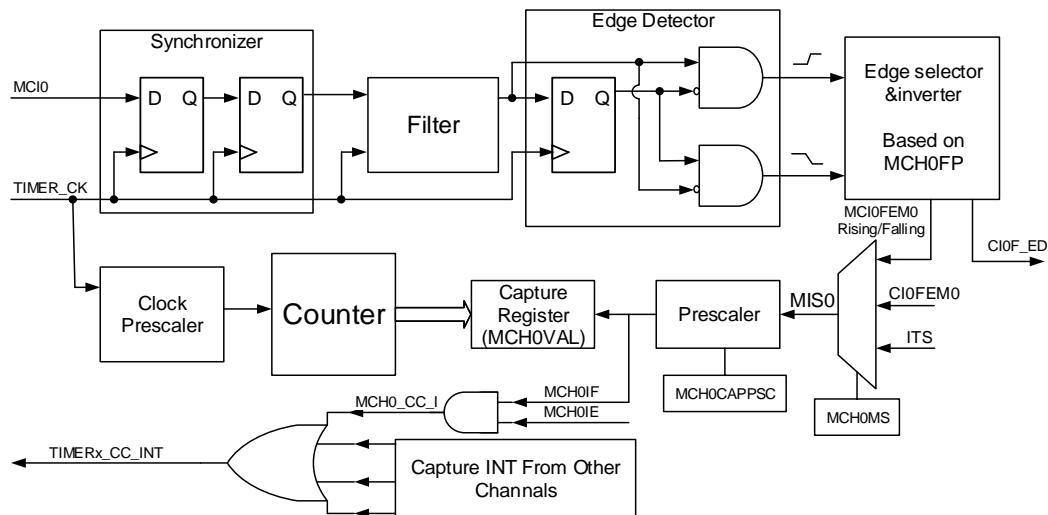 Synchronizer
Edge Detector
MCI0
D
Q
D
Q
Filter
D
Q
Edge selector
&inverter
Based on
MCH0FP
TIMER_CK
MCI0FEM0
Rising/Falling
CI0F_ED
Clock
Prescaler
Counter
Capture
Register
(MCH0VAL)
Prescaler
MIS0
CI0FEM0
ITS
MCH0CAPPSC
MCH0MS
MCH0_CC_I
MCH0IF
MCH0IE
TIMERx_CC_INT
Capture INT From Other
Channels